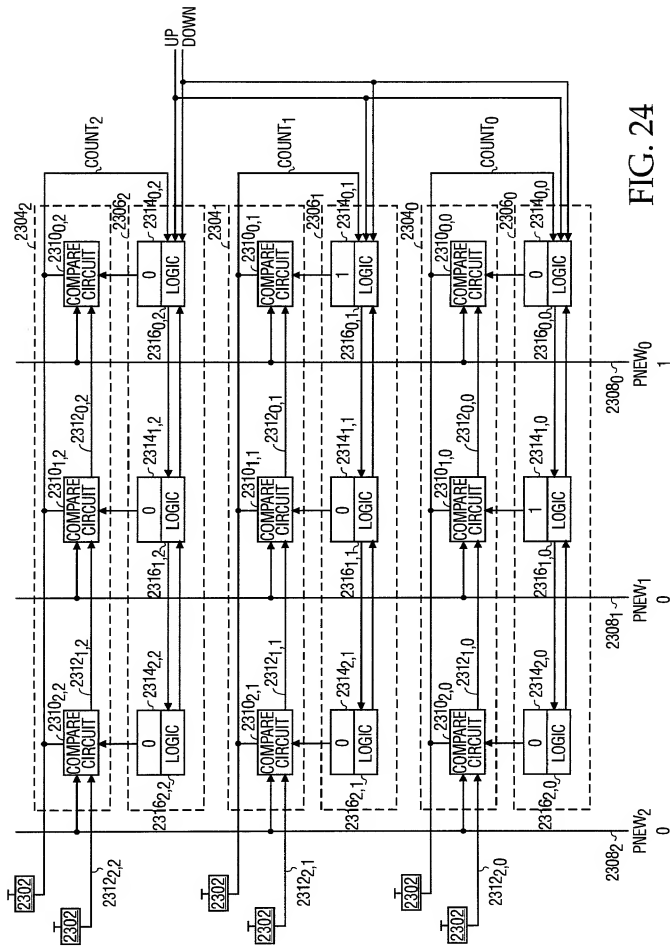 2304₂
2310₀,₂
COMPARE CIRCUIT
2306₂
2314₀,₂
0
LOGIC
2316₀,₂
2312₀,₂
2310₁,₂
COMPARE CIRCUIT
2314₁,₂
0
LOGIC
2316₁,₂
2312₁,₂
2310₂,₂
COMPARE CIRCUIT
2314₂,₂
0
LOGIC
2316₂,₂
2302
2302
2312₂,₂
COUNT₂
UP
DOWN
2304₁
2310₀,₁
COMPARE CIRCUIT
2306₁
2314₀,₁
1
LOGIC
2316₀,₁
2312₀,₁
2310₁,₁
COMPARE CIRCUIT
2314₁,₁
0
LOGIC
2316₁,₁
2312₁,₁
2310₂,₁
COMPARE CIRCUIT
2314₂,₁
0
LOGIC
2316₂,₁
2302
2302
2312₂,₁
COUNT₁
2304₀
2310₀,₀
COMPARE CIRCUIT
2306₀
2314₀,₀
0
LOGIC
2316₀,₀
2312₀,₀
2310₁,₀
COMPARE CIRCUIT
2314₁,₀
1
LOGIC
2316₁,₀
2312₁,₀
2310₂,₀
COMPARE CIRCUIT
2314₂,₀
0
LOGIC
2316₂,₀
2302
2302
2312₂,₀
COUNT₀
2308₂
PNEW₂
0
2308₁
PNEW₁
0
2308₀
PNEW₀
1
FIG. 24